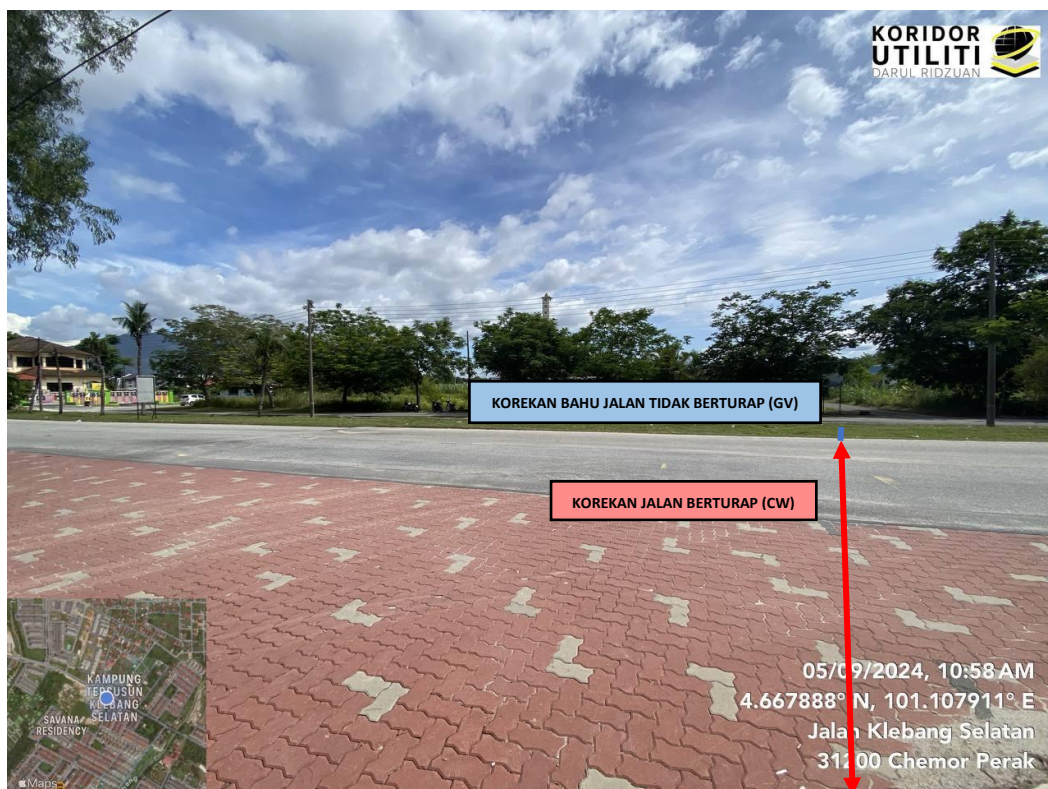 KORIDOR
UTILITI
DARUL RIDZUAN
KOREKAN BAHU JALAN TIDAK BERTURAP (GV)
KOREKAN JALAN BERTURAP (CW)
KAMPUNG
TERSUSUN
KLEBANG
SELATAN
SAVANA
RESIDENCY
Maps
05/09/2024, 10:58 AM
4.667888° N, 101.107911° E
Jalan Klebang Selatan
31200 Chemor Perak